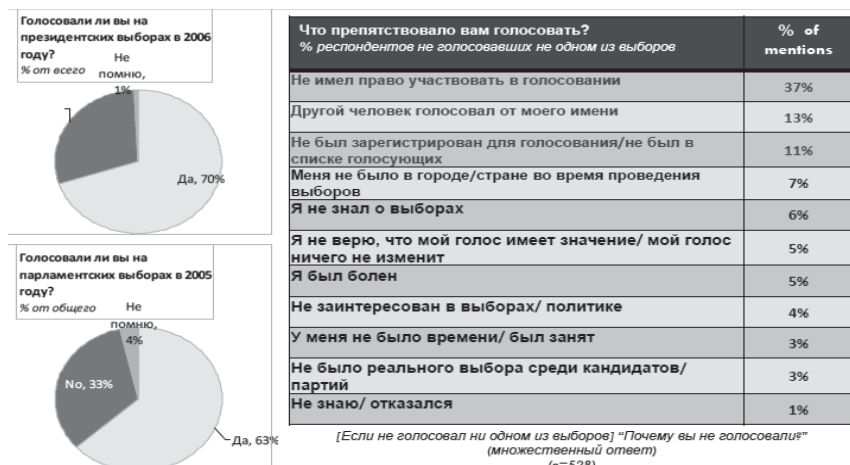 Голосовали ли вы на
президентских выборах в 2006
году?
% от всего
Не
помню,
1%
Да, 70%
Голосовали ли вы на
парламентских выборах в 2005
году?
% от общего
Не
помню,
4%
No, 33%
Да, 63%
Что препятствовало вам голосовать?
% респондентов не голосовавших не одном из выборов
% of
mentions
Не имел право участвовать в голосовании
37%
Другой человек голосовал от моего имени
13%
Не был зарегистрирован для голосования/не был в
списке голосующих
11%
Меня не было в городе/стране во время проведения
выборов
7%
Я не знал о выборах
6%
Я не верю, что мой голос имеет значение/ мой голос
ничего не изменит
5%
Я был болен
5%
Не заинтересован в выборах/ политике
4%
У меня не было времени/ был занят
3%
Не было реального выбора среди кандидатов/
партий
3%
Не знаю/ отказался
1%
[Если не голосовал ни одном из выборов] “Почему вы не голосовали?”
(множественный ответ)
(n=528)